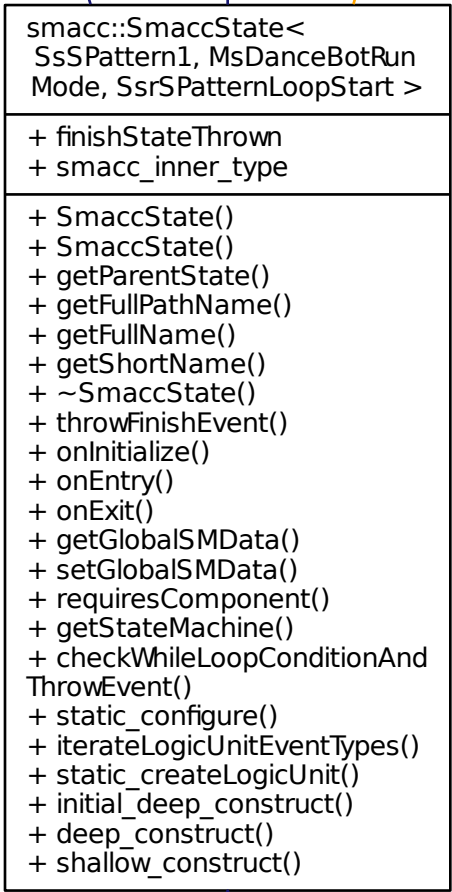 smacc::SmaccState<
SsSPattern1, MsDanceBotRun
Mode, SsrSPatternLoopStart >
+ finishStateThrown
+ smacc_inner_type
+ SmaccState()
+ SmaccState()
+ getParentState()
+ getFullPathName()
+ getFullName()
+ getShortName()
+ ~SmaccState()
+ throwFinishEvent()
+ onInitialize()
+ onEntry()
+ onExit()
+ getGlobalSMData()
+ setGlobalSMData()
+ requiresComponent()
+ getStateMachine()
+ checkWhileLoopConditionAnd
ThrowEvent()
+ static_configure()
+ iterateLogicUnitEventTypes()
+ static_createLogicUnit()
+ initial_deep_construct()
+ deep_construct()
+ shallow_construct()